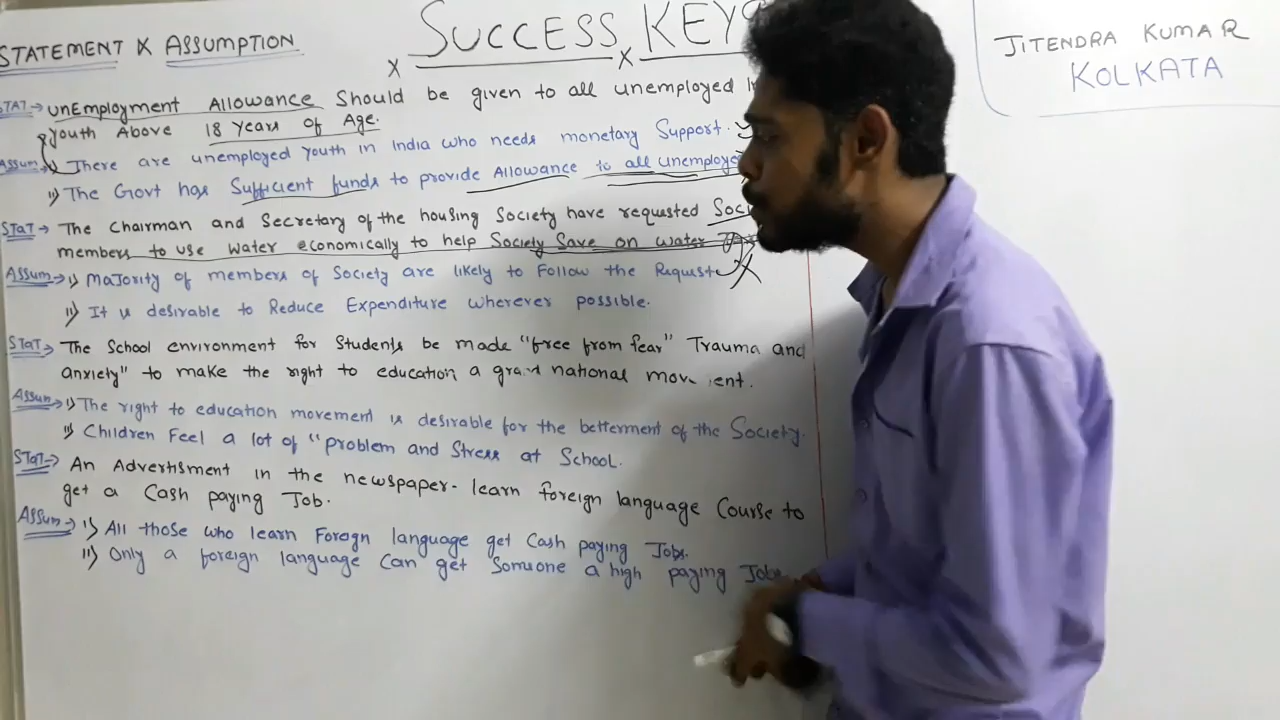 STATEMENT X ASSUMPTION
x SUCCESS x KEY
JITENDRA KUMAR
KOLKATA
STAT→ unEmployment Allowance Should be given to all unemployed
youth Above 18 years of Age.
Assum→ i) There are unemployed youth in India who needs monetary Support.
ii) The Govt has Sufficient funds to provide Allowance to all unemploye
STAT→ The Chairman and Secretary of the housing Society have requested
members to use water economically to help Society Save on water
Assum→ i) Majority of members of Society are likely to Follow the Request
ii) It is desirable to Reduce Expenditure wherever possible.
STAT→ The School environment for Students be made "free from fear" Trauma and
anxiety" to make the right to education a grand national movement.
Assum→ i) The right to education movement is desirable for the betterment of the Society.
ii) Children Feel a lot of "problem and Stress at School.
STAT→ An Advertisment in the newspaper- learn foreign language Course to
get a Cash paying Job.
Assum→ i) All those who learn Foregn language get Cash paying Jobs.
ii) Only a foreign language Can get Someone a high paying Jobs.